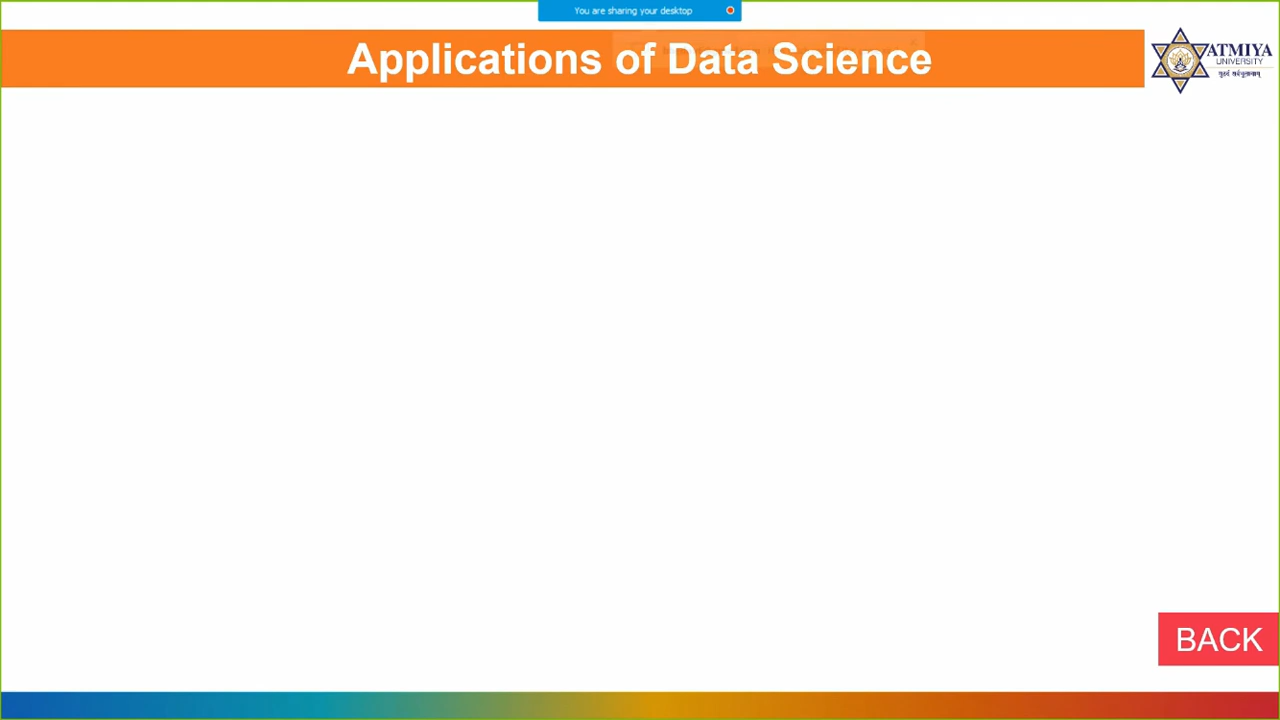 You are sharing your desktop
Applications of Data Science
ATMIYA
UNIVERSITY
BACK